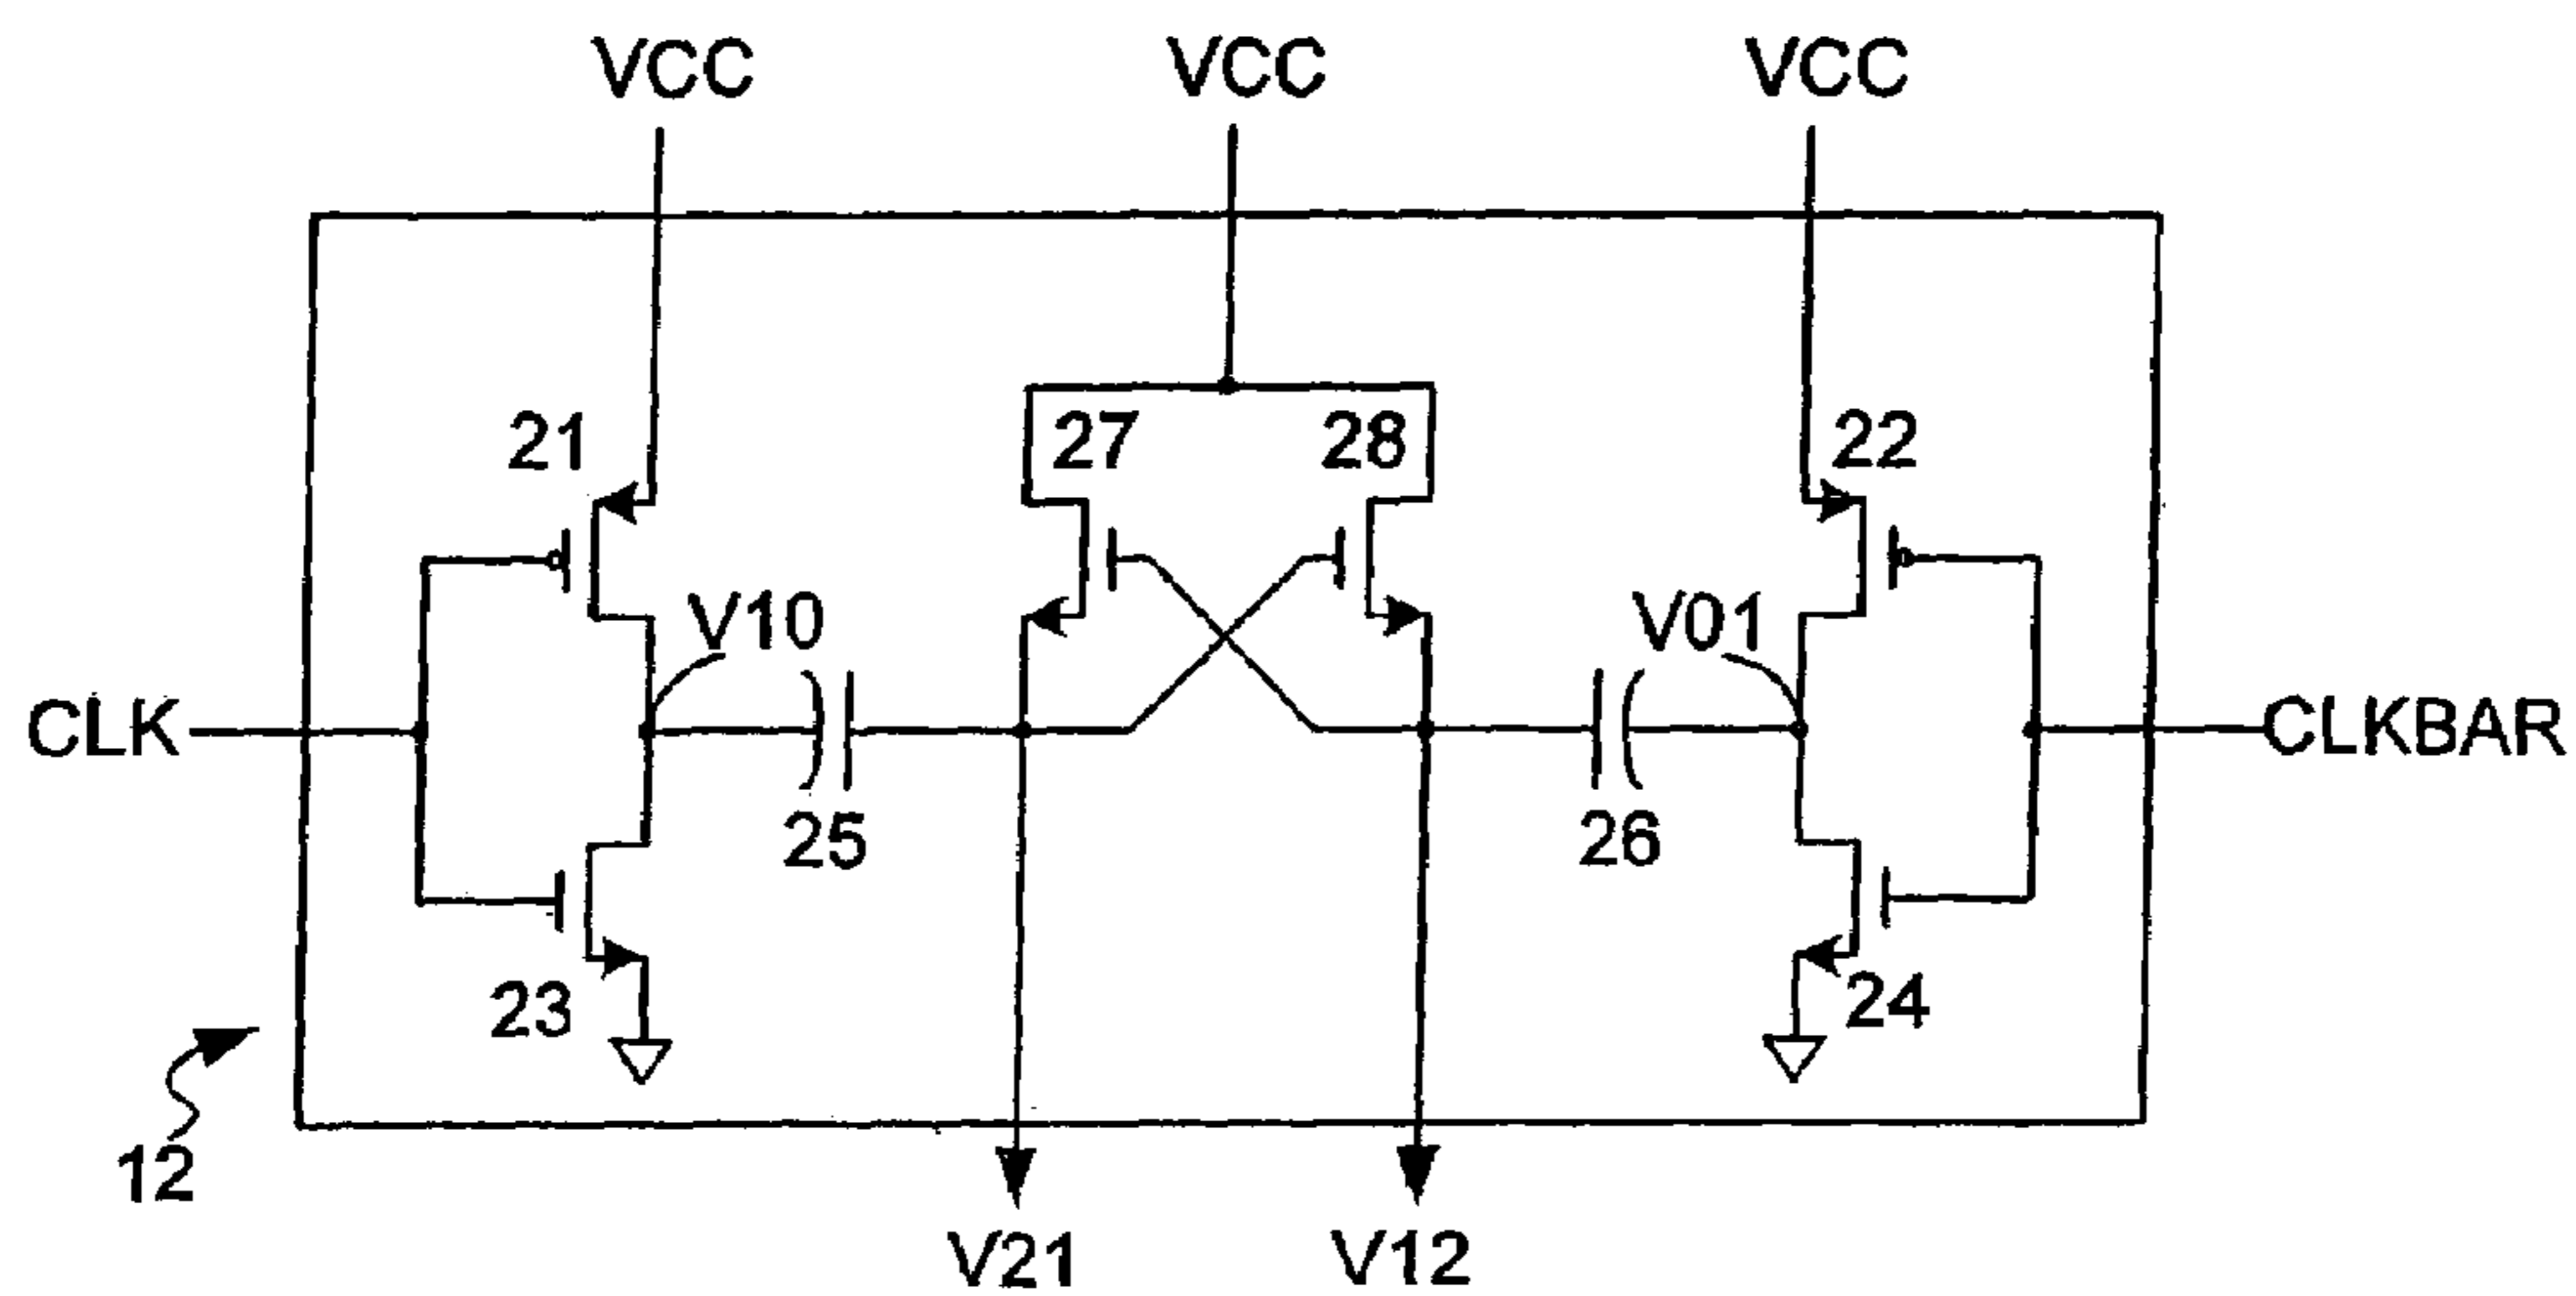 VCC VCC VCC
21 27 28 22
V10 V01
CLK CLKBAR
25 26
23 24
12
V21 V12